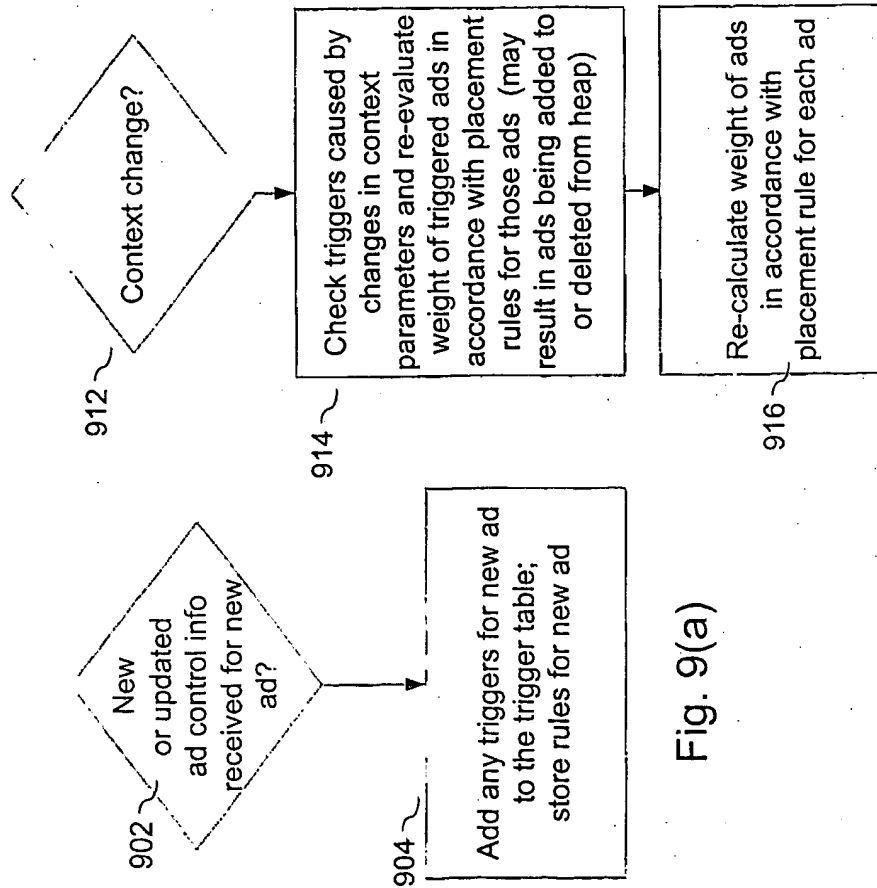 902
New
or updated
ad control info
received for new
ad?
904
Add any triggers for new ad
to the trigger table;
store rules for new ad
Fig. 9(a)
912
Context change?
914
Check triggers caused by
changes in context
parameters and re-evaluate
weight of triggered ads in
accordance with placement
rules for those ads (may
result in ads being added to
or deleted from heap)
916
Re-calculate weight of ads
in accordance with
placement rule for each ad